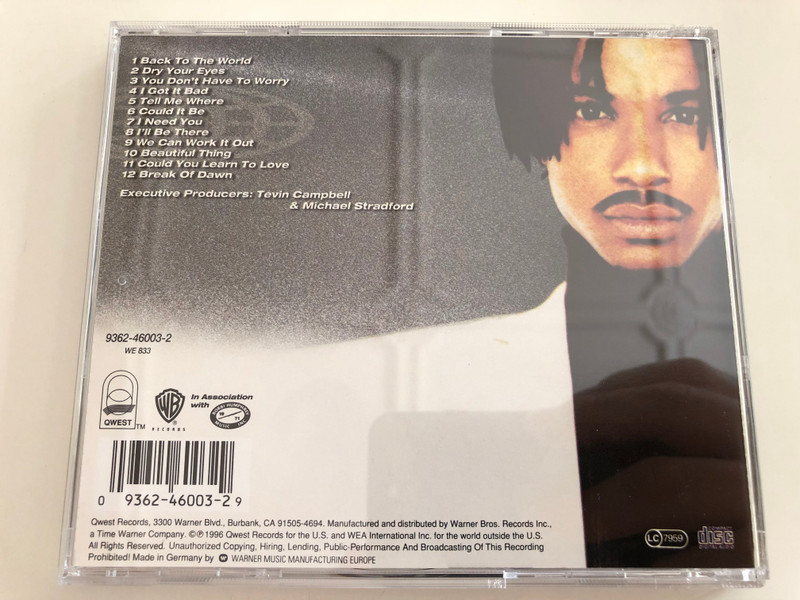 1 Back To The World
2 Dry Your Eyes
3 You Don't Have To Worry
4 I Got It Bad
5 Tell Me Where
6 Could It Be
7 I Need You
8 I'll Be There
9 We Can Work It Out
10 Beautiful Thing
11 Could You Learn To Love
12 Break Of Dawn
Executive Producers: Tevin Campbell
& Michael Stradford
9362-46003-2
WE 833
QWEST TM
WB
RECORDS
In Association
with
0 9362-46003-2 9
Qwest Records, 3300 Warner Blvd., Burbank, CA 91505-4694. Manufactured and distributed by Warner Bros. Records Inc.,
a Time Warner Company. ©℗1996 Qwest Records for the U.S. and WEA International Inc. for the world outside the U.S.
All Rights Reserved. Unauthorized Copying, Hiring, Lending, Public-Performance And Broadcasting Of This Recording
Prohibited! Made in Germany by W WARNER MUSIC MANUFACTURING EUROPE
LC 7959
COMPACT
disc
DIGITAL AUDIO